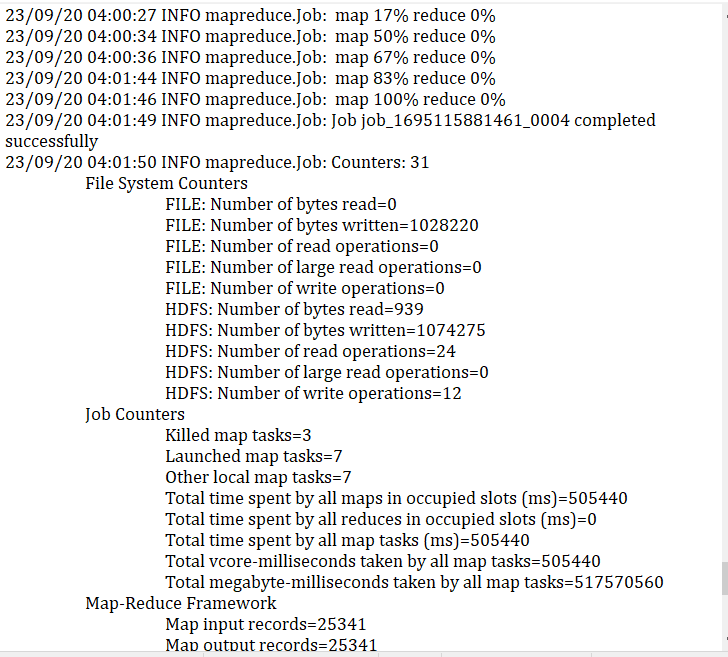 23/09/20 04:00:27 INFO mapreduce.Job:  map 17% reduce 0%
23/09/20 04:00:34 INFO mapreduce.Job:  map 50% reduce 0%
23/09/20 04:00:36 INFO mapreduce.Job:  map 67% reduce 0%
23/09/20 04:01:44 INFO mapreduce.Job:  map 83% reduce 0%
23/09/20 04:01:46 INFO mapreduce.Job:  map 100% reduce 0%
23/09/20 04:01:49 INFO mapreduce.Job: Job job_1695115881461_0004 completed
successfully
23/09/20 04:01:50 INFO mapreduce.Job: Counters: 31
File System Counters
FILE: Number of bytes read=0
FILE: Number of bytes written=1028220
FILE: Number of read operations=0
FILE: Number of large read operations=0
FILE: Number of write operations=0
HDFS: Number of bytes read=939
HDFS: Number of bytes written=1074275
HDFS: Number of read operations=24
HDFS: Number of large read operations=0
HDFS: Number of write operations=12
Job Counters
Killed map tasks=3
Launched map tasks=7
Other local map tasks=7
Total time spent by all maps in occupied slots (ms)=505440
Total time spent by all reduces in occupied slots (ms)=0
Total time spent by all map tasks (ms)=505440
Total vcore-milliseconds taken by all map tasks=505440
Total megabyte-milliseconds taken by all map tasks=517570560
Map-Reduce Framework
Map input records=25341
Map output records=25341